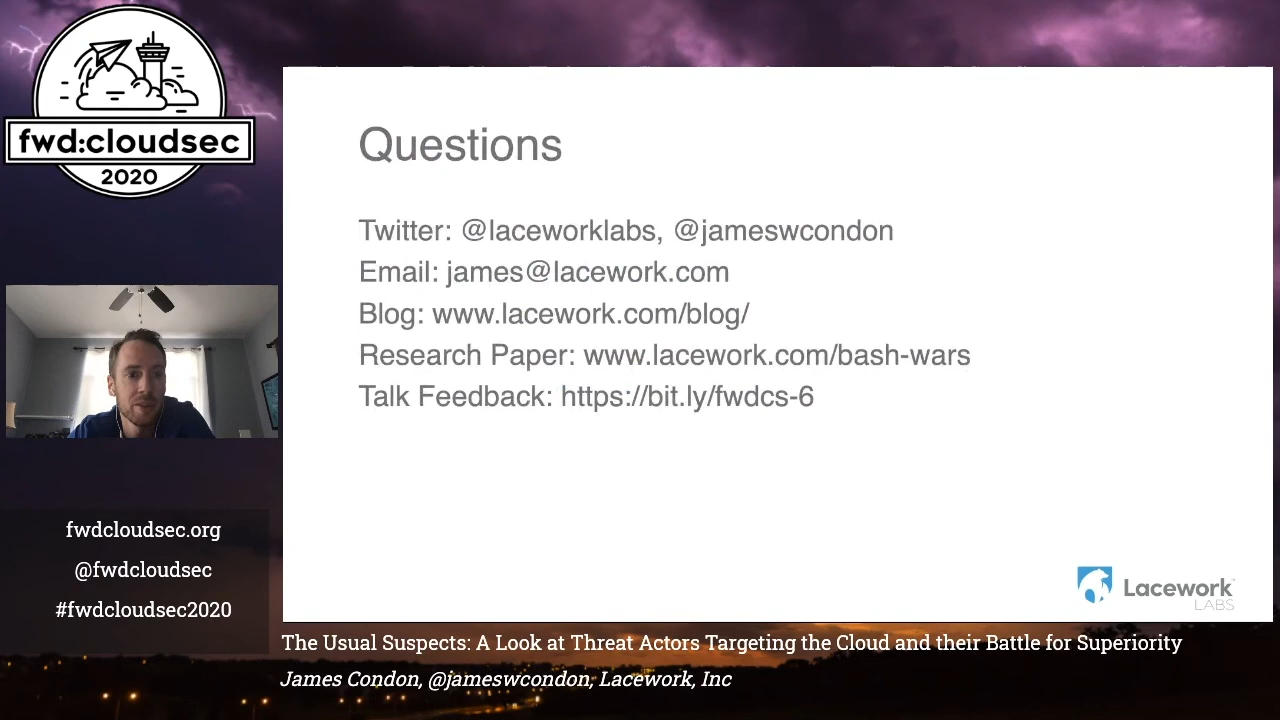 fwd:cloudsec
2020
Questions
Twitter: @laceworklabs, @jameswcondon
Email: james@lacework.com
Blog: www.lacework.com/blog/
Research Paper: www.lacework.com/bash-wars
Talk Feedback: https://bit.ly/fwdcs-6
Lacework
LABS
fwdcloudsec.org
@fwdcloudsec
#fwdcloudsec2020
The Usual Suspects: A Look at Threat Actors Targeting the Cloud and their Battle for Superiority
James Condon, @jameswcondon, Lacework, Inc